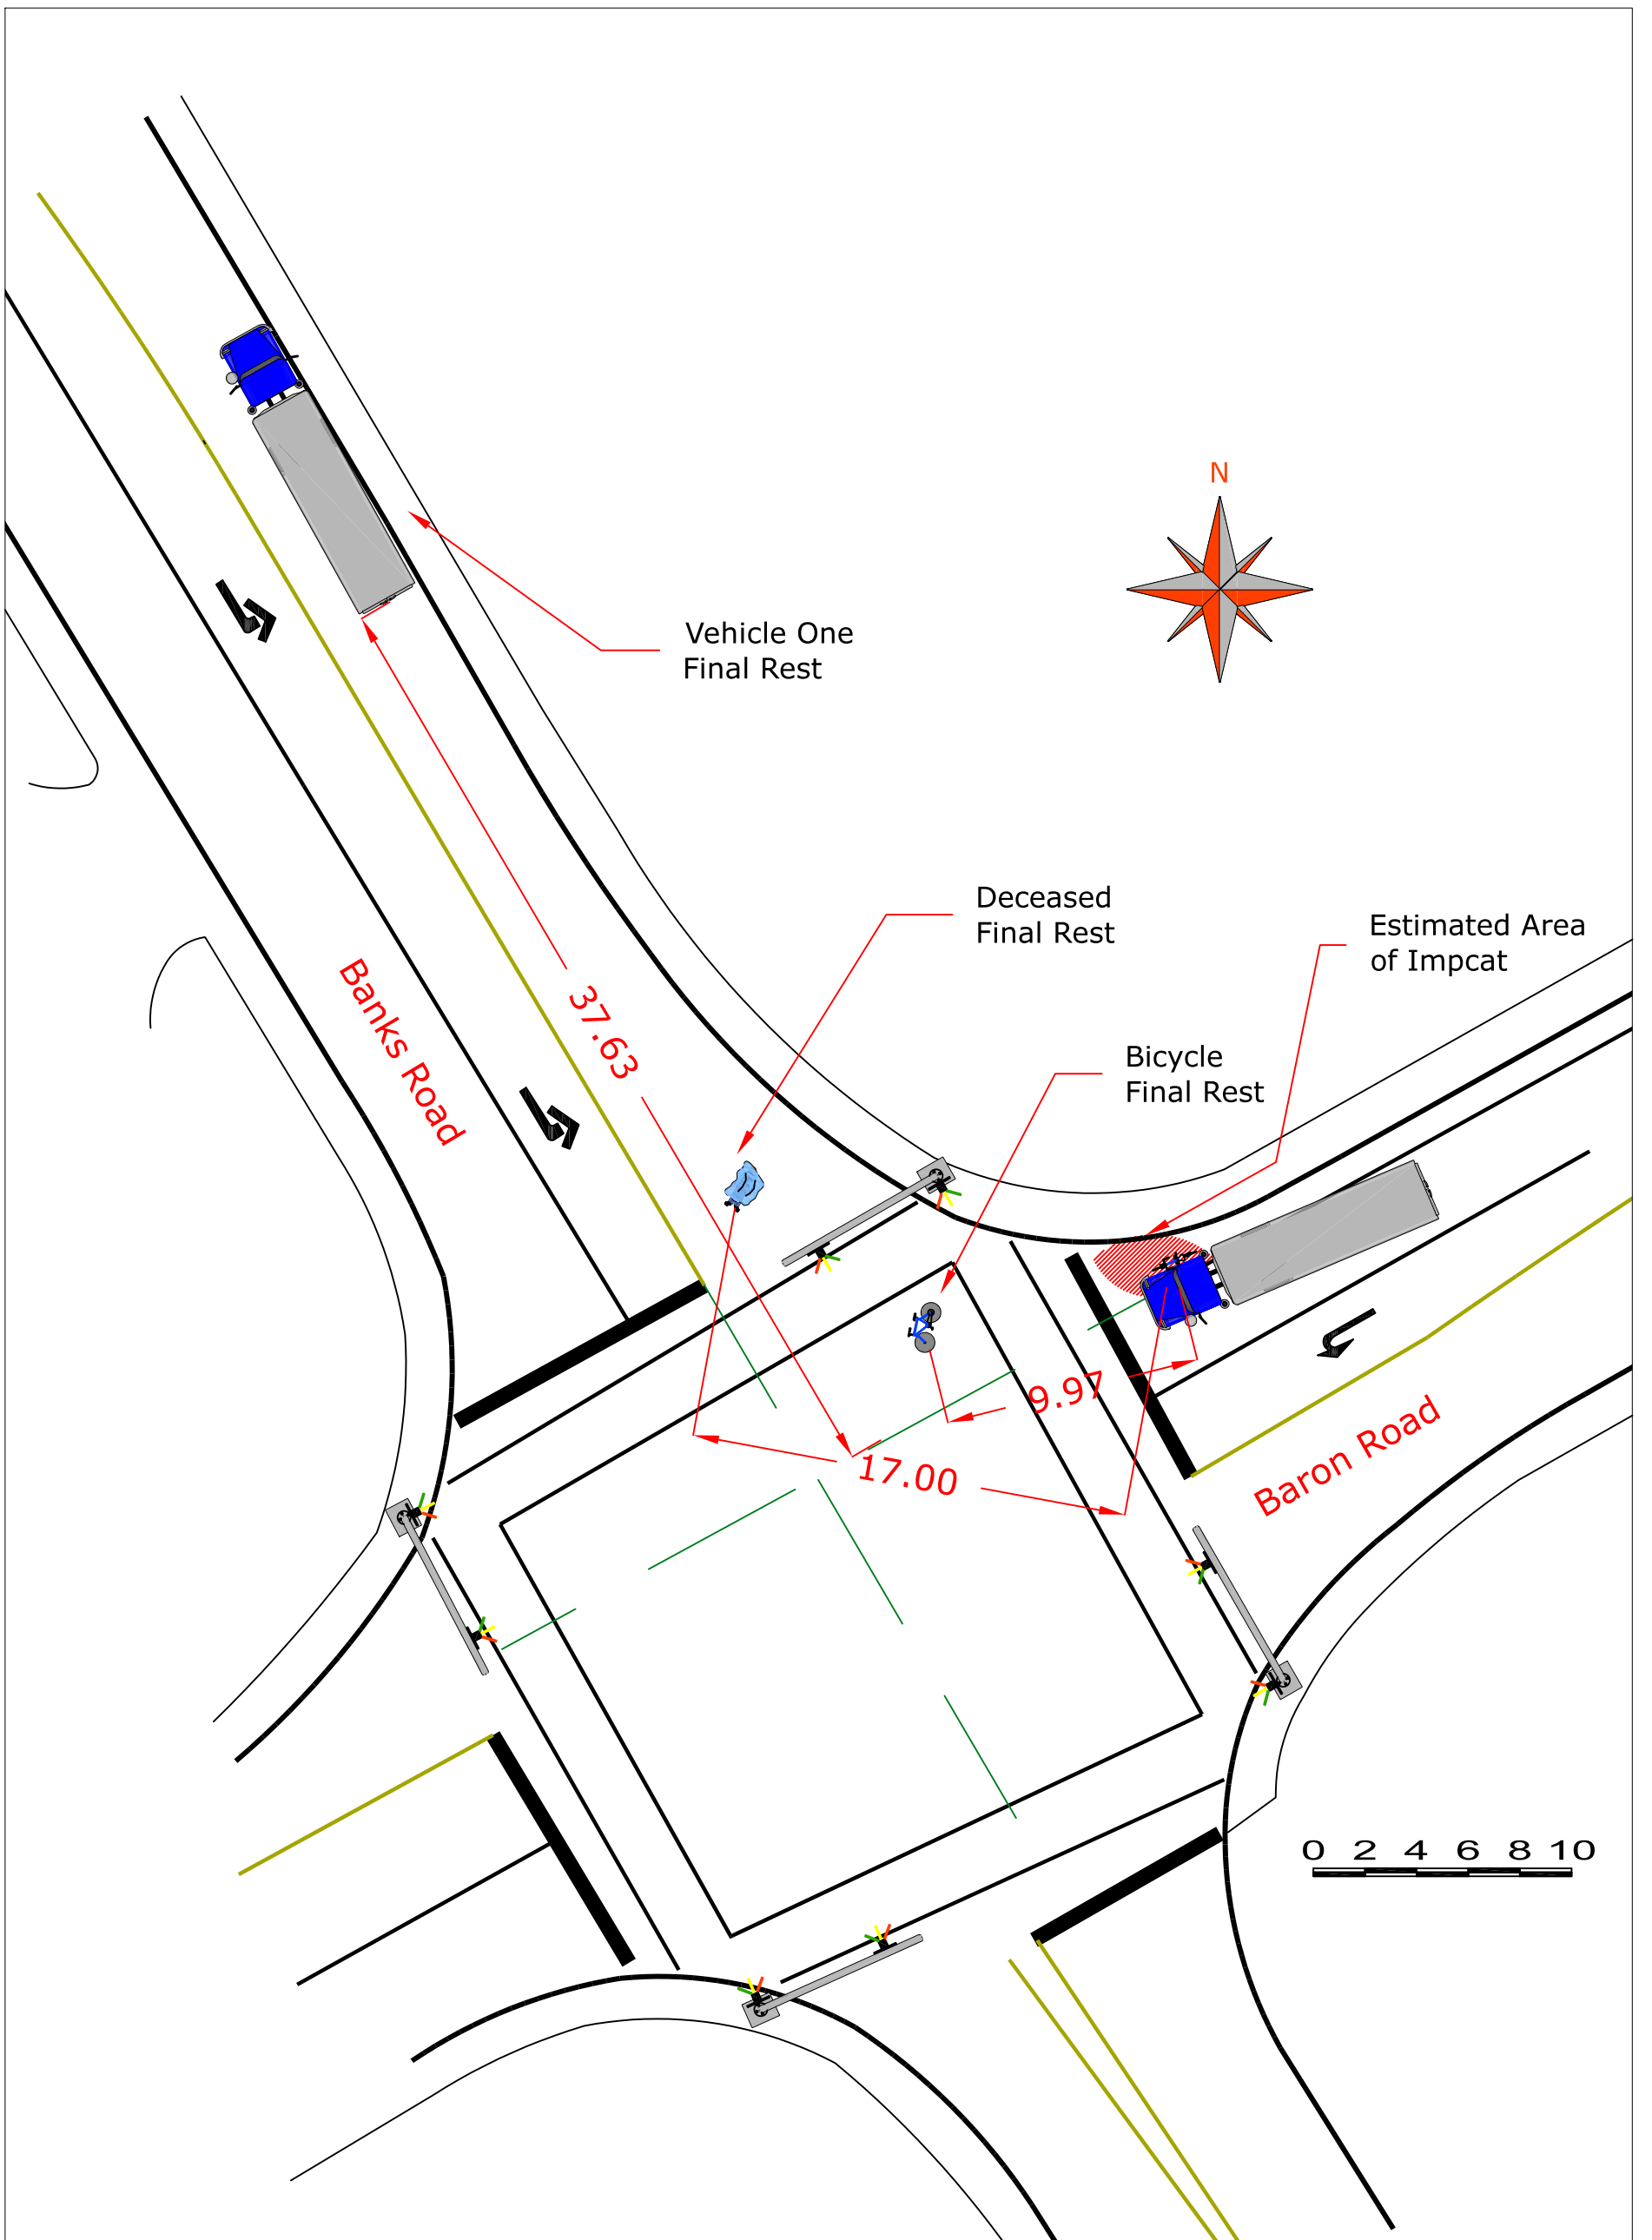 N
Vehicle One
Final Rest
Deceased
Final Rest
Estimated Area
of Impcat
Banks Road
37.63
Bicycle
Final Rest
9.97
17.00
Baron Road
0 2 4 6 8 10